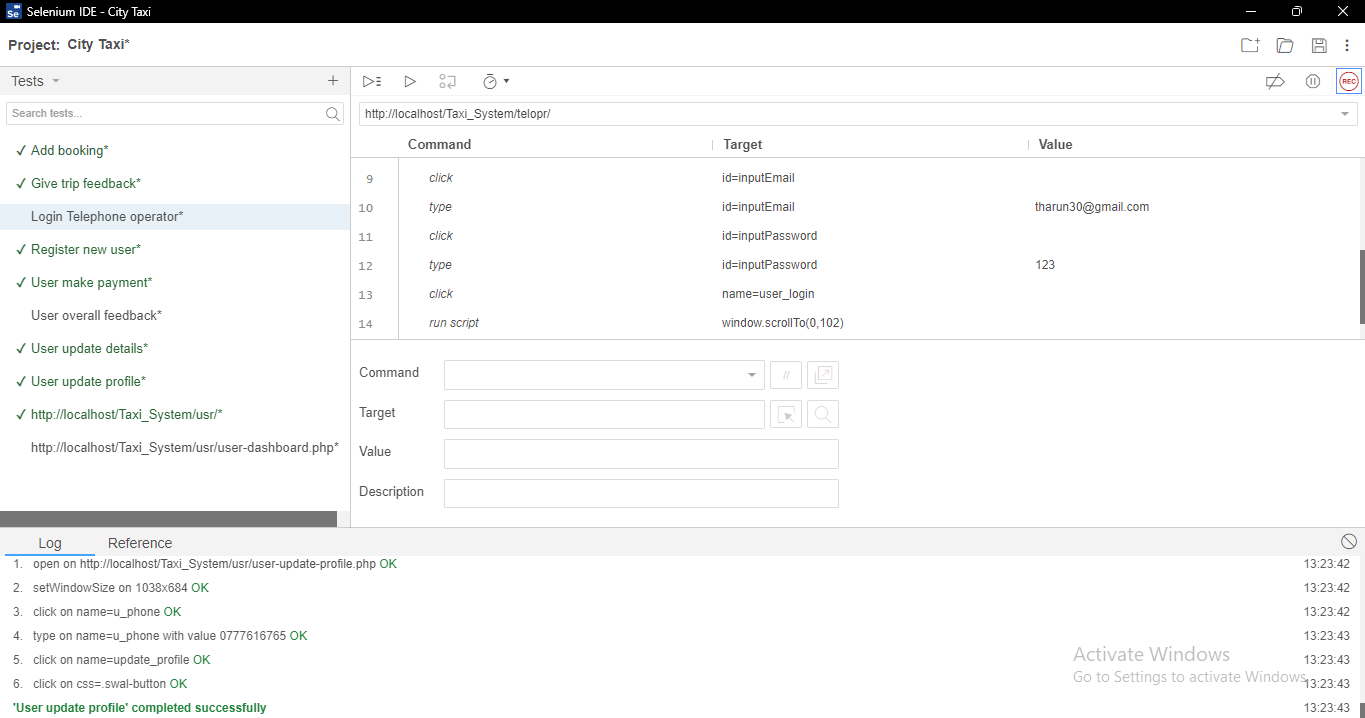 Selenium IDE - City Taxi
Project: City Taxi*
Tests
Search tests...
✓ Add booking*
✓ Give trip feedback*
Login Telephone operator*
✓ Register new user*
✓ User make payment*
User overall feedback*
✓ User update details*
✓ User update profile*
✓ http://localhost/Taxi_System/usr/*
http://localhost/Taxi_System/usr/user-dashboard.php*
REC
http://localhost/Taxi_System/telopr/
Command Target Value
9 click id=inputEmail
10 type id=inputEmail tharun30@gmail.com
11 click id=inputPassword
12 type id=inputPassword 123
13 click name=user_login
14 run script window.scrollTo(0,102)
Command //
Target
Value
Description
Log Reference
1. open on http://localhost/Taxi_System/usr/user-update-profile.php OK 13:23:42
2. setWindowSize on 1038x684 OK 13:23:42
3. click on name=u_phone OK 13:23:42
4. type on name=u_phone with value 0777616765 OK 13:23:43
5. click on name=update_profile OK 13:23:43
6. click on css=.swal-button OK 13:23:43
'User update profile' completed successfully 13:23:43
Activate Windows
Go to Settings to activate Windows.